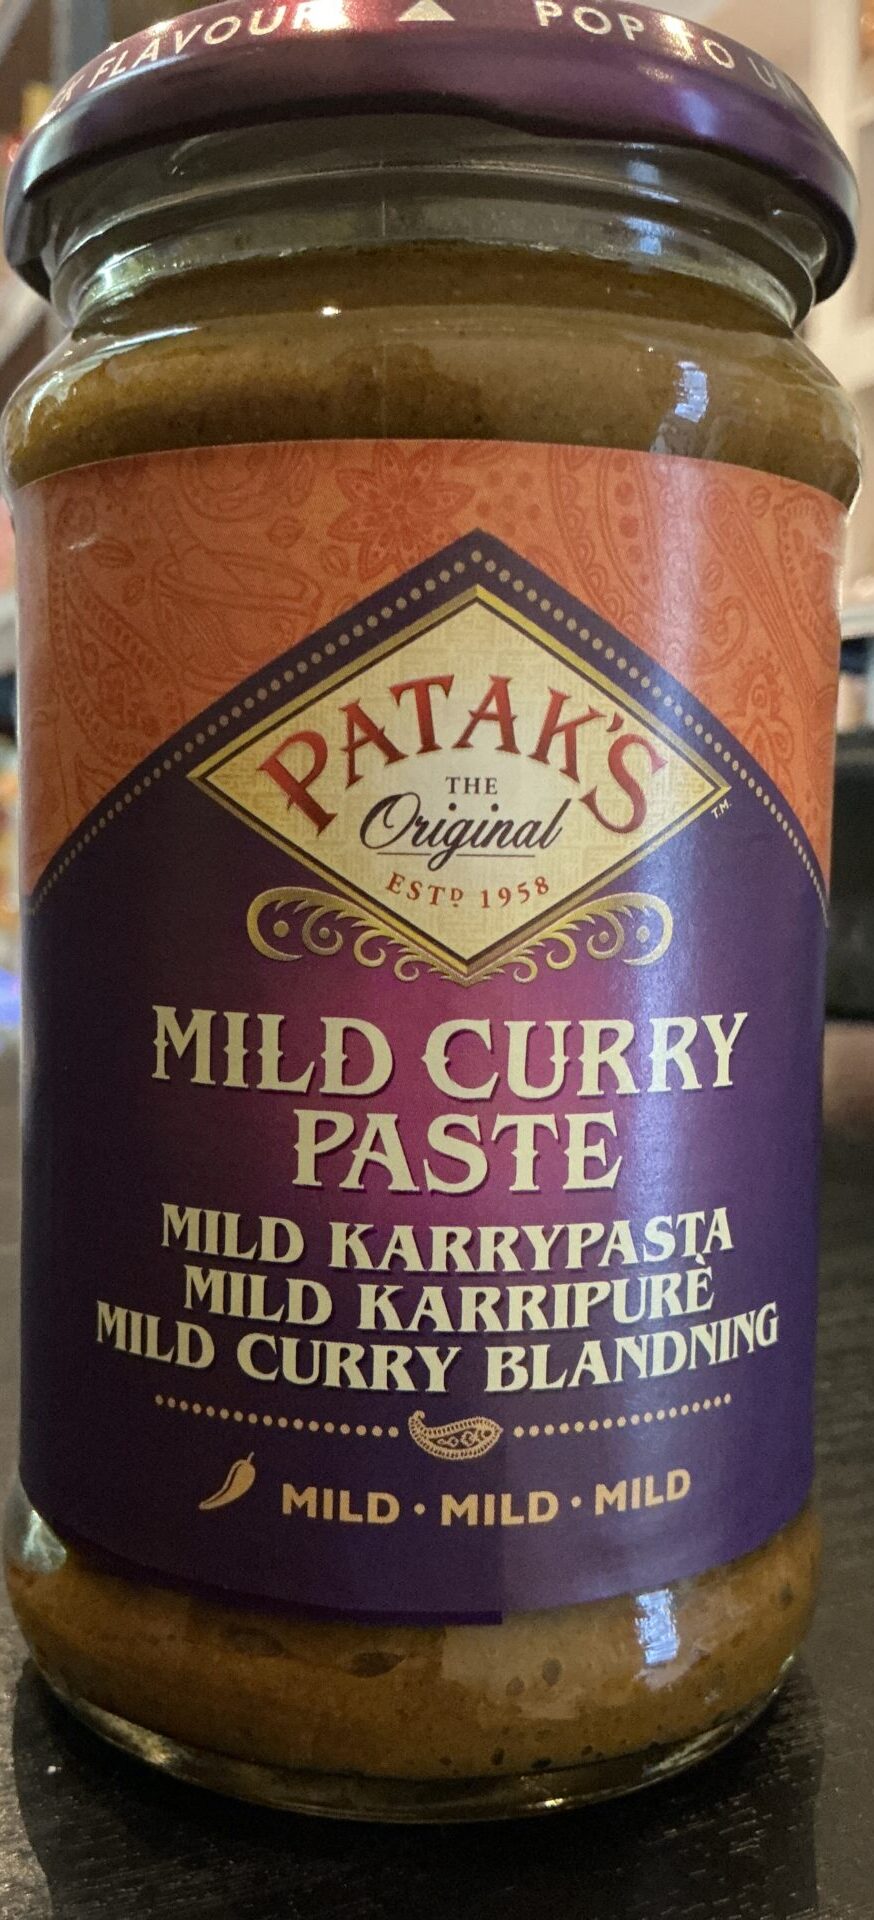 FLAVOUR ▲ POP TO
PATAK'S
THE
Original
ESTD 1958
T.M.
MILD CURRY
PASTE
MILD KARRYPASTA
MILD KARRIPURÈ
MILD CURRY BLANDNING
MILD · MILD · MILD